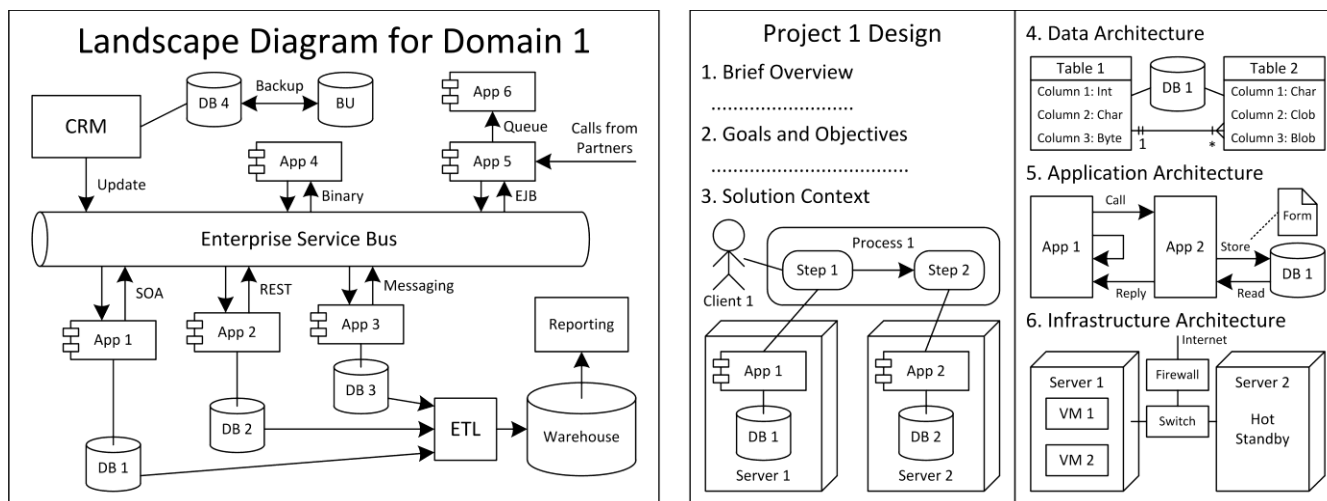 Landscape Diagram for Domain 1
CRM
DB 4
Backup
BU
App 6
Queue
Calls from
Partners
App 4
App 5
Update
Binary
EJB
Enterprise Service Bus
SOA
REST
Messaging
App 1
App 2
App 3
Reporting
DB 3
DB 2
ETL
Warehouse
DB 1
Project 1 Design
1. Brief Overview
..........................
2. Goals and Objectives
....................................
3. Solution Context
Process 1
Step 1
Step 2
Client 1
App 1
App 2
DB 1
DB 2
Server 1
Server 2
4. Data Architecture
Table 1
Column 1: Int
Column 2: Char
Column 3: Byte
DB 1
Table 2
Column 1: Char
Column 2: Clob
Column 3: Blob
1
*
5. Application Architecture
Call
Form
App 1
App 2
Store
DB 1
Reply
Read
6. Infrastructure Architecture
Internet
Server 1
Firewall
Server 2
VM 1
Switch
Hot
Standby
VM 2